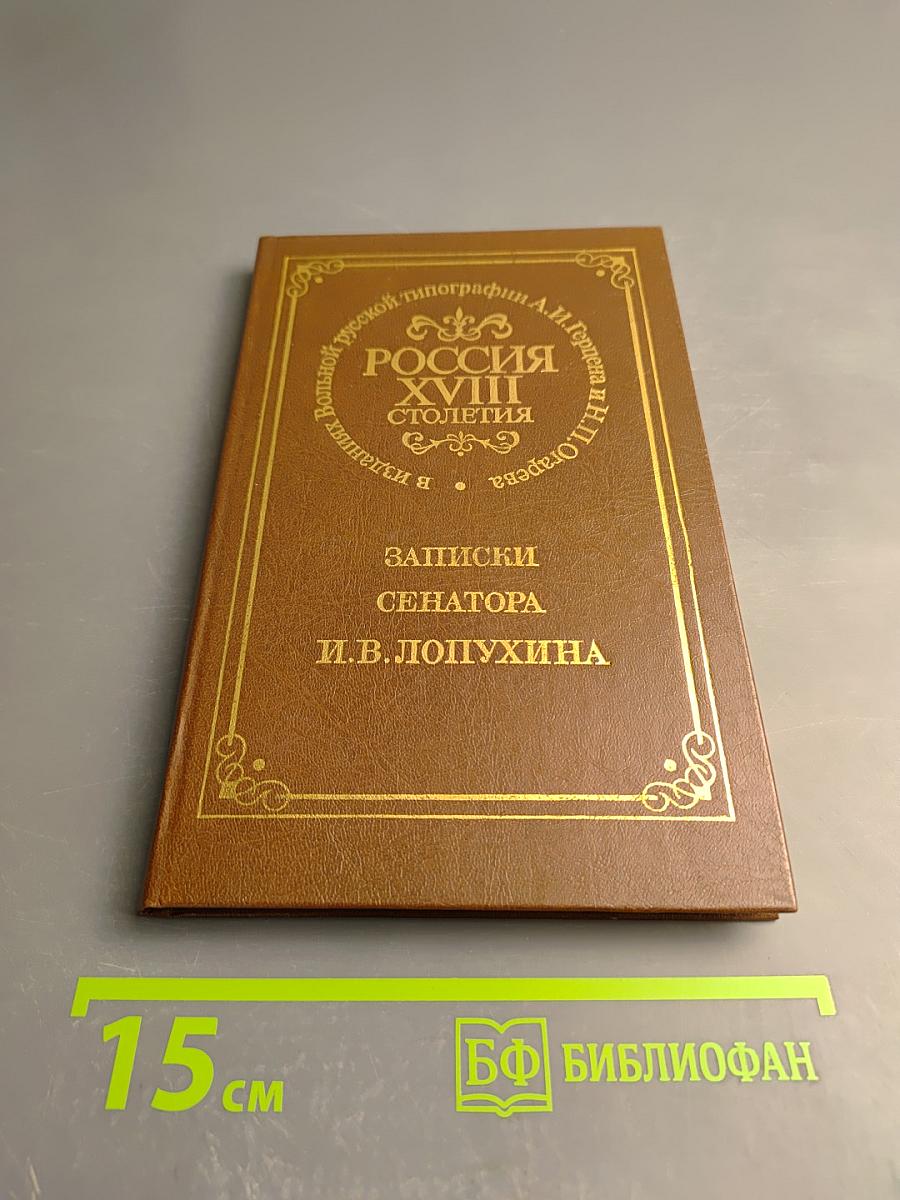 В изданиях Вольной русской типографии А.И. Герцена и Н.П. Огарева
РОССИЯ
XVIII
СТОЛЕТИЯ
ЗАПИСКИ
СЕНАТОРА
И.В. ЛОПУХИНА
15 см
БФ БИБЛИОФАН